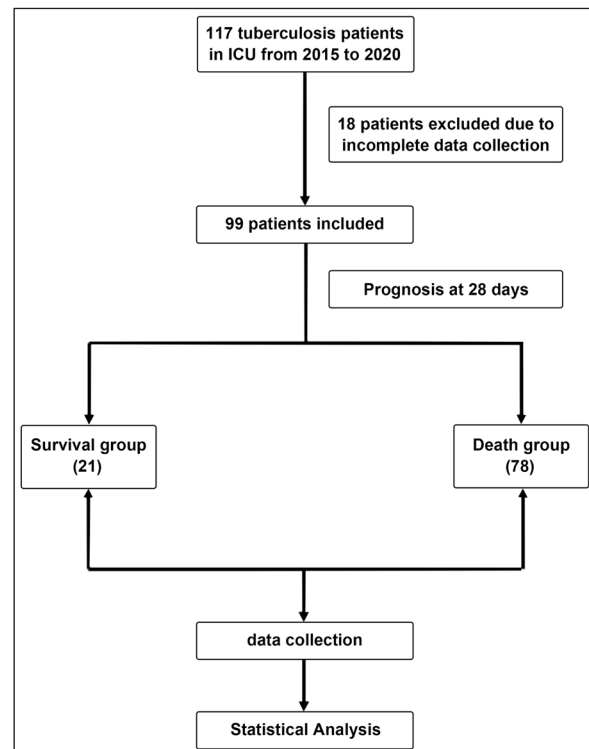 117 tuberculosis patients
in ICU from 2015 to 2020
18 patients excluded due to
incomplete data collection
99 patients included
Prognosis at 28 days
Survival group
(21)
Death group
(78)
data collection
Statistical Analysis